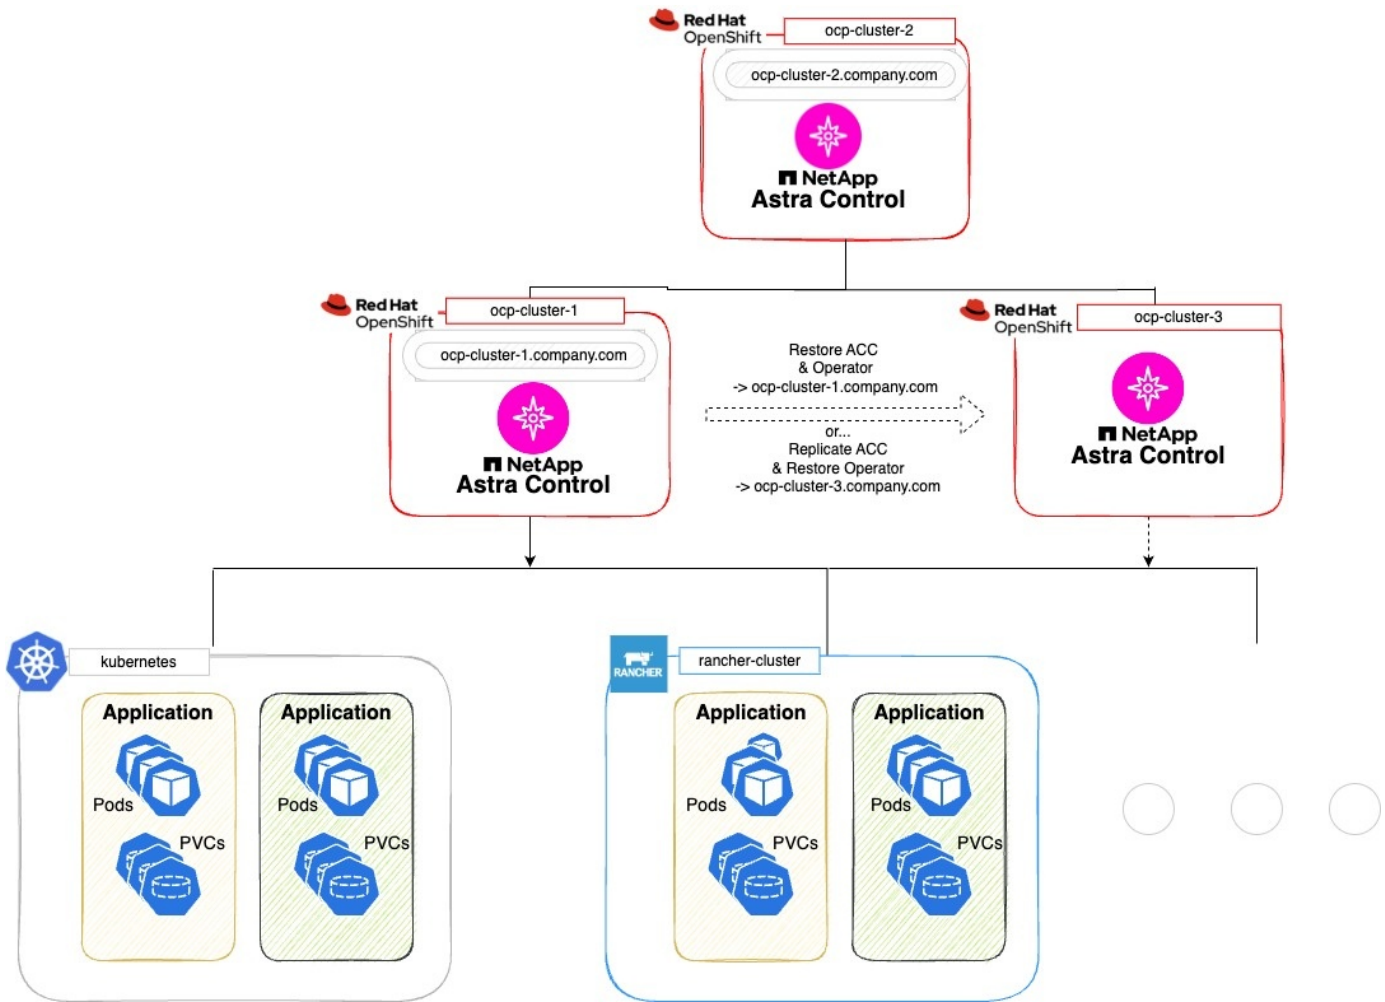 Red Hat
OpenShift
ocp-cluster-2
ocp-cluster-2.company.com
NetApp
Astra Control
Red Hat
OpenShift
ocp-cluster-1
ocp-cluster-1.company.com
NetApp
Astra Control
Restore ACC
& Operator
-> ocp-cluster-1.company.com
or...
Replicate ACC
& Restore Operator
-> ocp-cluster-3.company.com
Red Hat
OpenShift
ocp-cluster-3
NetApp
Astra Control
kubernetes
Application
Pods
PVCs
Application
Pods
PVCs
RANCHER
rancher-cluster
Application
Pods
PVCs
Application
Pods
PVCs